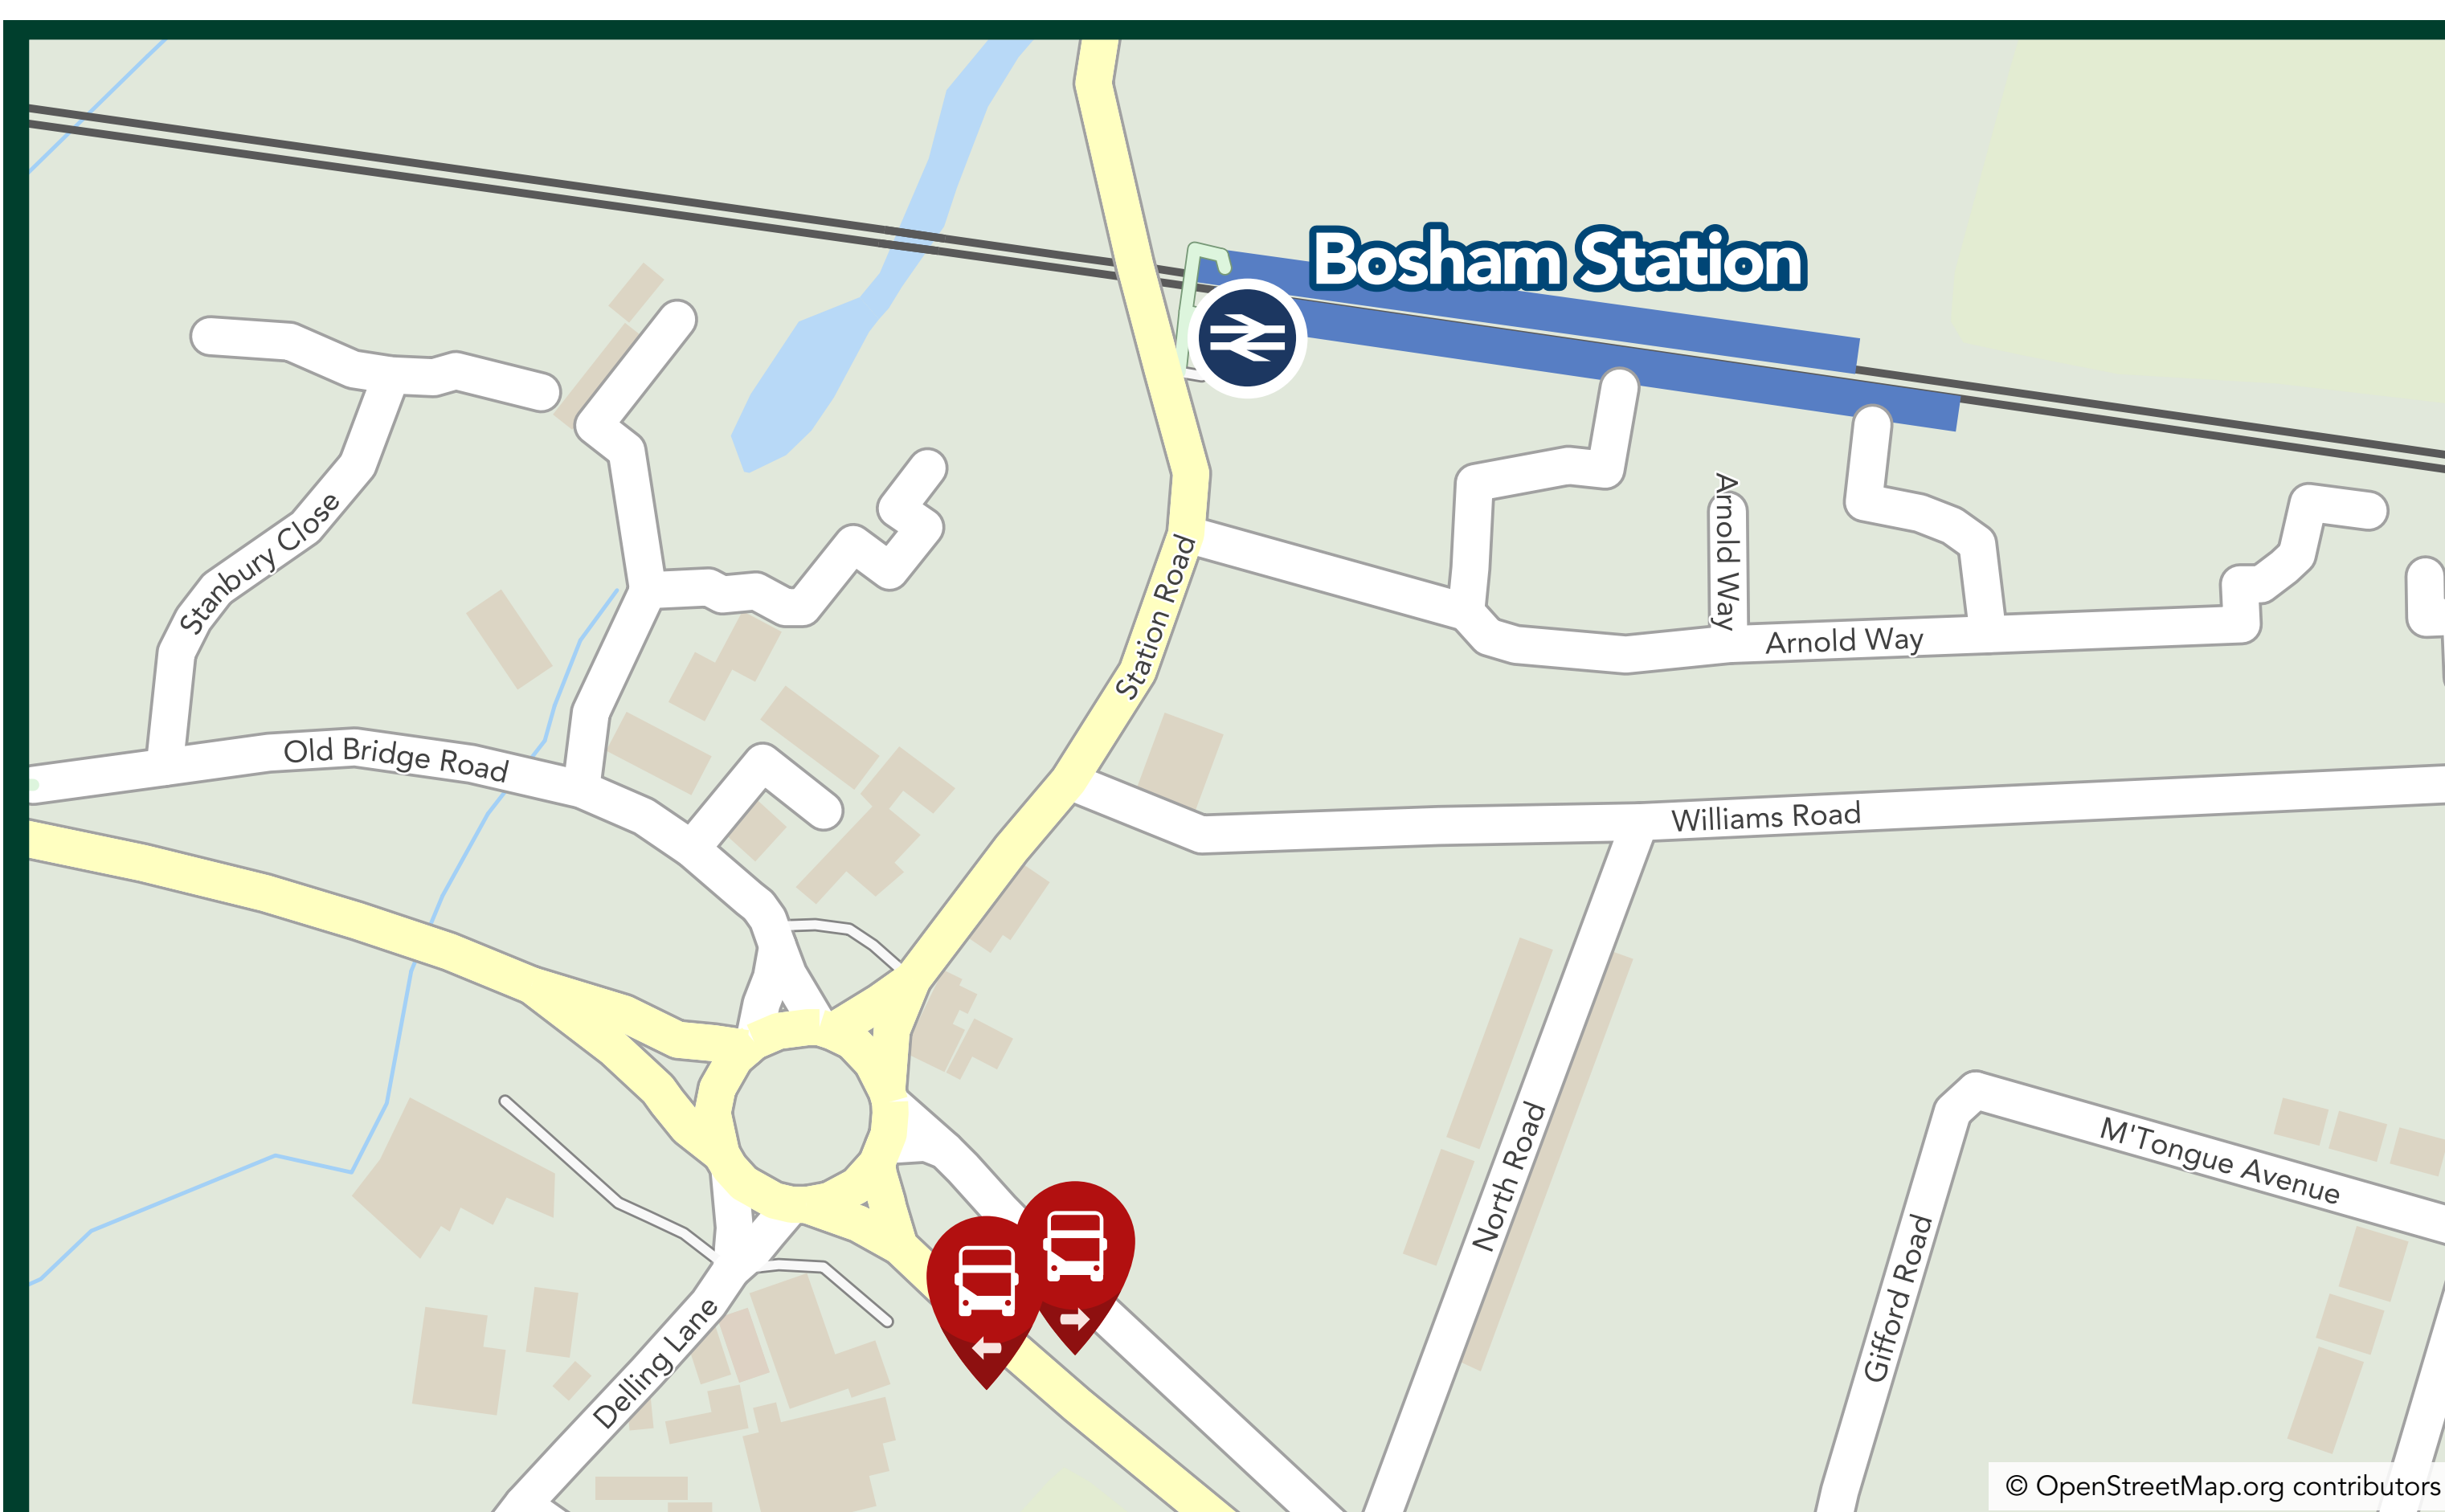 Bosham Station
Stanbury Close
Arnold Way
Station Road
Arnold Way
Old Bridge Road
Williams Road
North Road
M'Tongue Avenue
Gifford Road
Delling Lane
© OpenStreetMap.org contributors